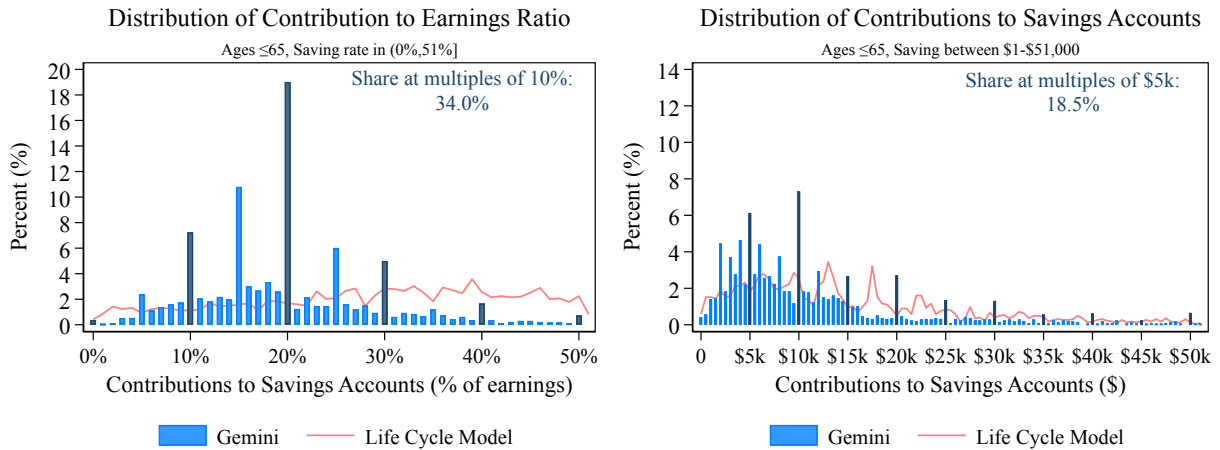 Distribution of Contribution to Earnings Ratio
Ages ≤65, Saving rate in (0%,51%]
Share at multiples of 10%:
34.0%
Percent (%)
20
18
16
14
12
10
8
6
4
2
0
0% 10% 20% 30% 40% 50%
Contributions to Savings Accounts (% of earnings)
Gemini Life Cycle Model
Distribution of Contributions to Savings Accounts
Ages ≤65, Saving between $1-$51,000
Share at multiples of $5k:
18.5%
Percent (%)
14
12
10
8
6
4
2
0
0 $5k $10k $15k $20k $25k $30k $35k $40k $45k $50k
Contributions to Savings Accounts ($)
Gemini Life Cycle Model